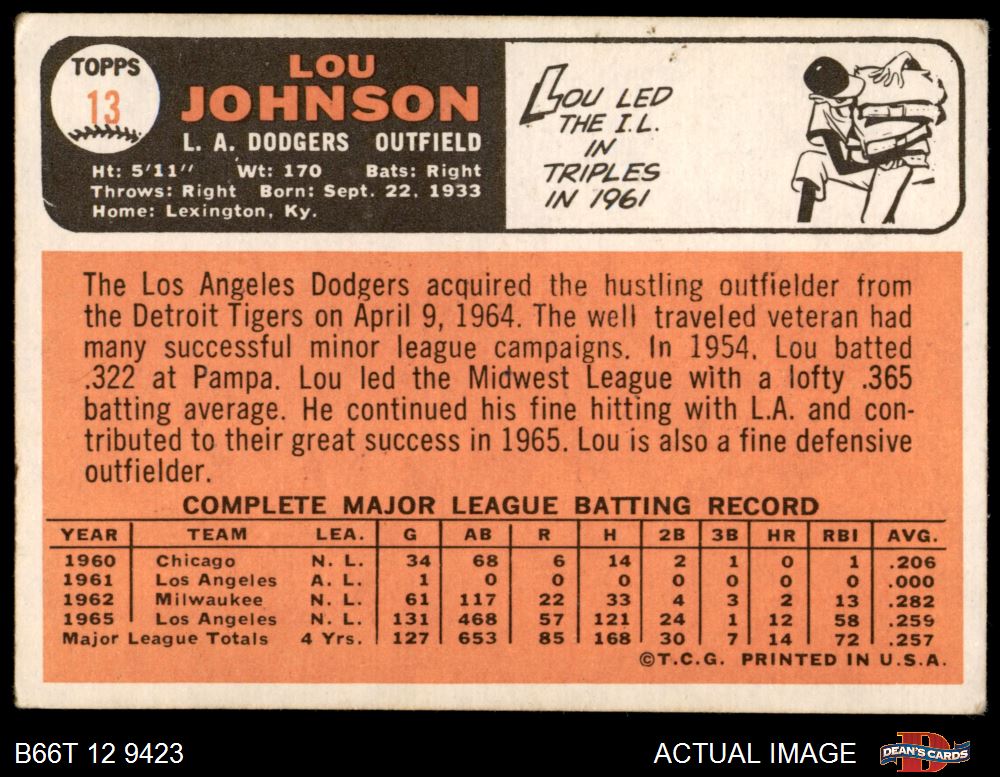 TOPPS
13
LOU
JOHNSON
L. A. DODGERS OUTFIELD
Ht: 5'11" Wt: 170 Bats: Right
Throws: Right Born: Sept. 22, 1933
Home: Lexington, Ky.
LOU LED
THE I.L.
IN
TRIPLES
IN 1961
The Los Angeles Dodgers acquired the hustling outfielder from
the Detroit Tigers on April 9, 1964. The well traveled veteran had
many successful minor league campaigns. In 1954, Lou batted
.322 at Pampa. Lou led the Midwest League with a lofty .365
batting average. He continued his fine hitting with L.A. and con-
tributed to their great success in 1965. Lou is also a fine defensive
outfielder.
COMPLETE MAJOR LEAGUE BATTING RECORD
YEAR TEAM LEA. G AB R H 2B 3B HR RBI AVG.
1960 Chicago N. L. 34 68 6 14 2 1 0 1 .206
1961 Los Angeles A. L. 1 0 0 0 0 0 0 0 .000
1962 Milwaukee N. L. 61 117 22 33 4 3 2 13 .282
1965 Los Angeles N. L. 131 468 57 121 24 1 12 58 .259
Major League Totals 4 Yrs. 127 653 85 168 30 7 14 72 .257
©T.C.G. PRINTED IN U.S.A.
B66T 12 9423
ACTUAL IMAGE
DEAN'S CARDS